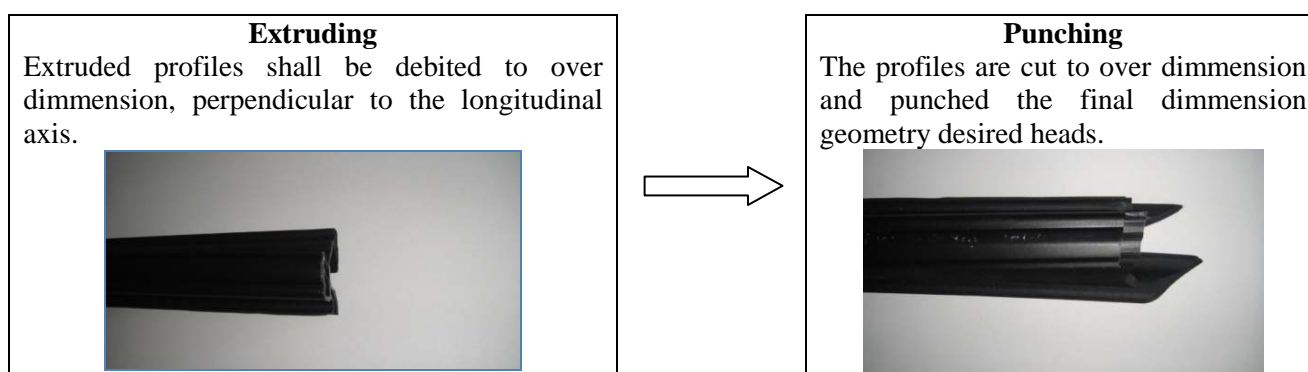 Extruding
Extruded profiles shall be debited to over
dimmension, perpendicular to the longitudinal
axis.
Punching
The profiles are cut to over dimmension
and punched the final dimmension
geometry desired heads.